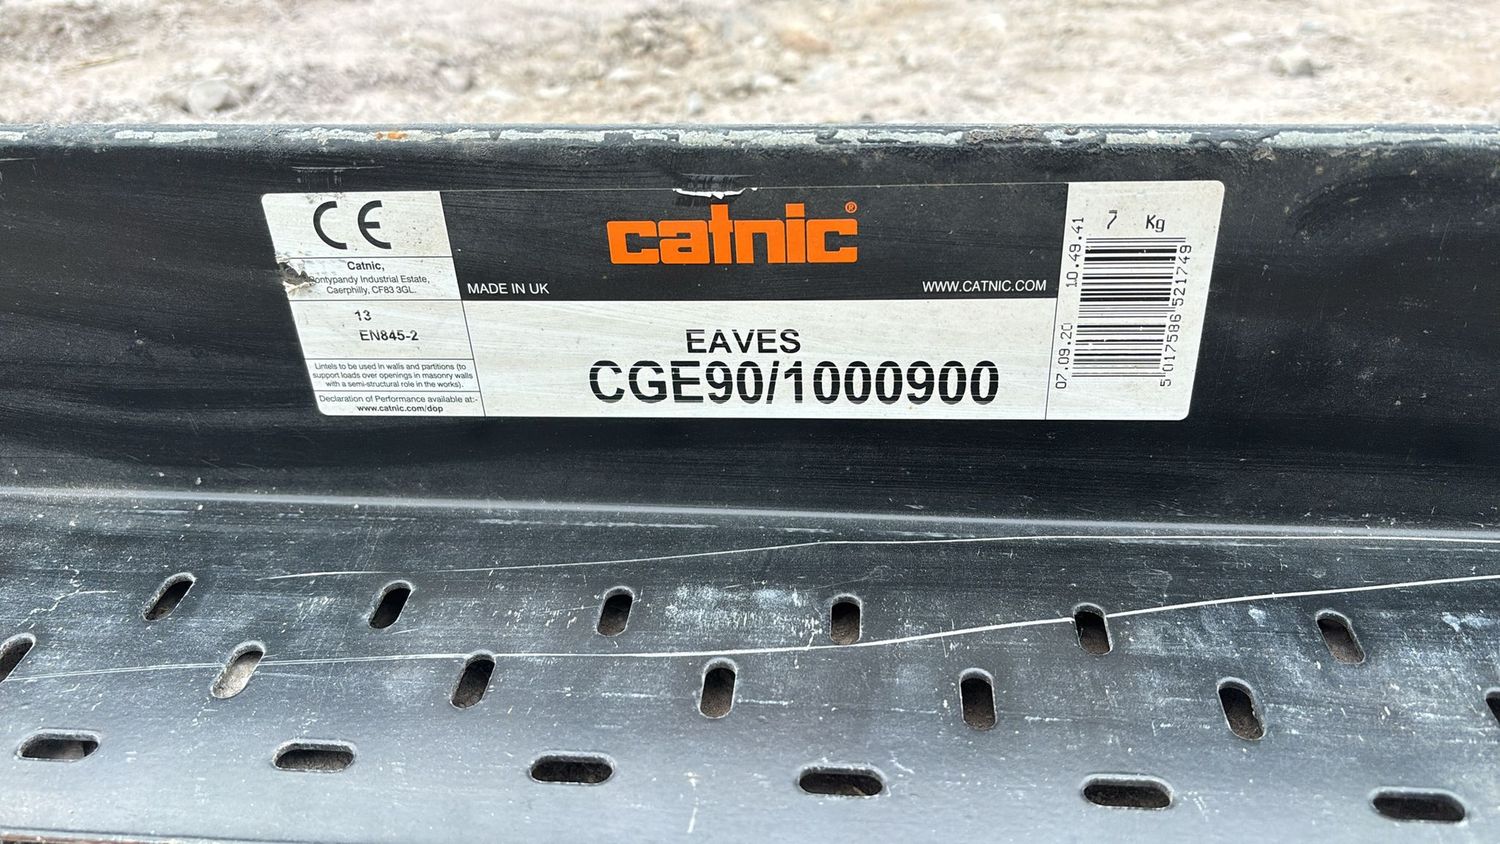 CE
Catnic,
Pontypandy Industrial Estate,
Caerphilly, CF83 3GL.
13
EN845-2
Lintels to be used in walls and partitions (to
support loads over openings in masonry walls
with a semi-structural role in the works).
Declaration of Performance available at:-
www.catnic.com/dop
catnic®
MADE IN UK
WWW.CATNIC.COM
EAVES
CGE90/1000900
7 Kg
07.09.20 10.49.41
5 017586 521749